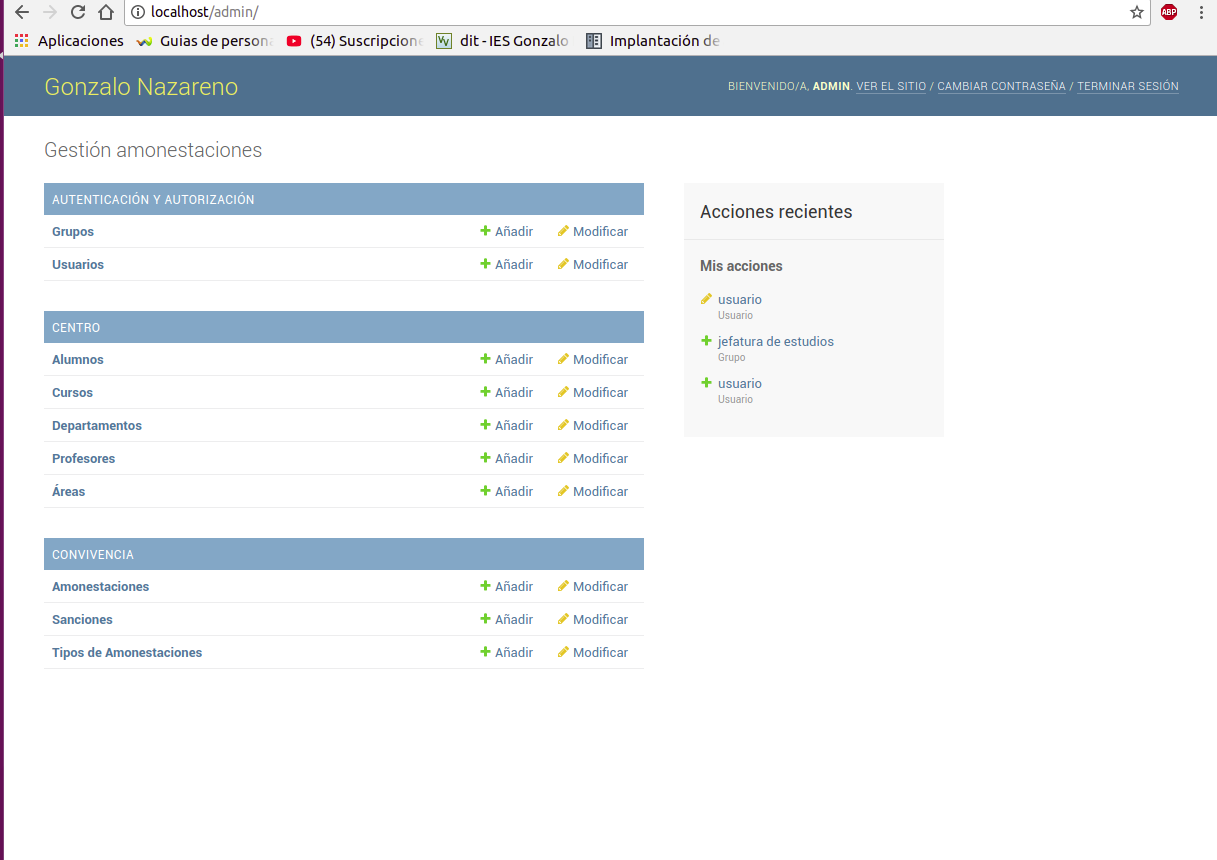 localhost/admin/
ABP
Aplicaciones Guias de persona (54) Suscripcione dit - IES Gonzalo Implantación de
Gonzalo Nazareno
BIENVENIDO/A, ADMIN. VER EL SITIO / CAMBIAR CONTRASEÑA / TERMINAR SESIÓN
Gestión amonestaciones
AUTENTICACIÓN Y AUTORIZACIÓN
Grupos Añadir Modificar
Usuarios Añadir Modificar
CENTRO
Alumnos Añadir Modificar
Cursos Añadir Modificar
Departamentos Añadir Modificar
Profesores Añadir Modificar
Áreas Añadir Modificar
CONVIVENCIA
Amonestaciones Añadir Modificar
Sanciones Añadir Modificar
Tipos de Amonestaciones Añadir Modificar
Acciones recientes
Mis acciones
usuario
Usuario
jefatura de estudios
Grupo
usuario
Usuario